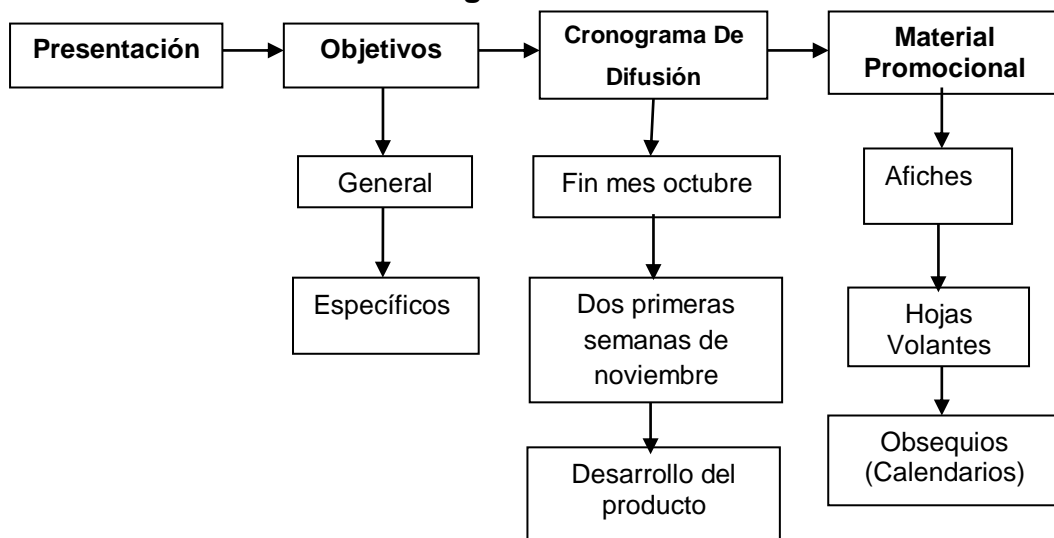 Presentación
Objetivos
Cronograma De
Difusión
Material
Promocional
General
Específicos
Fin mes octubre
Dos primeras
semanas de
noviembre
Desarrollo del
producto
Afiches
Hojas
Volantes
Obsequios
(Calendarios)